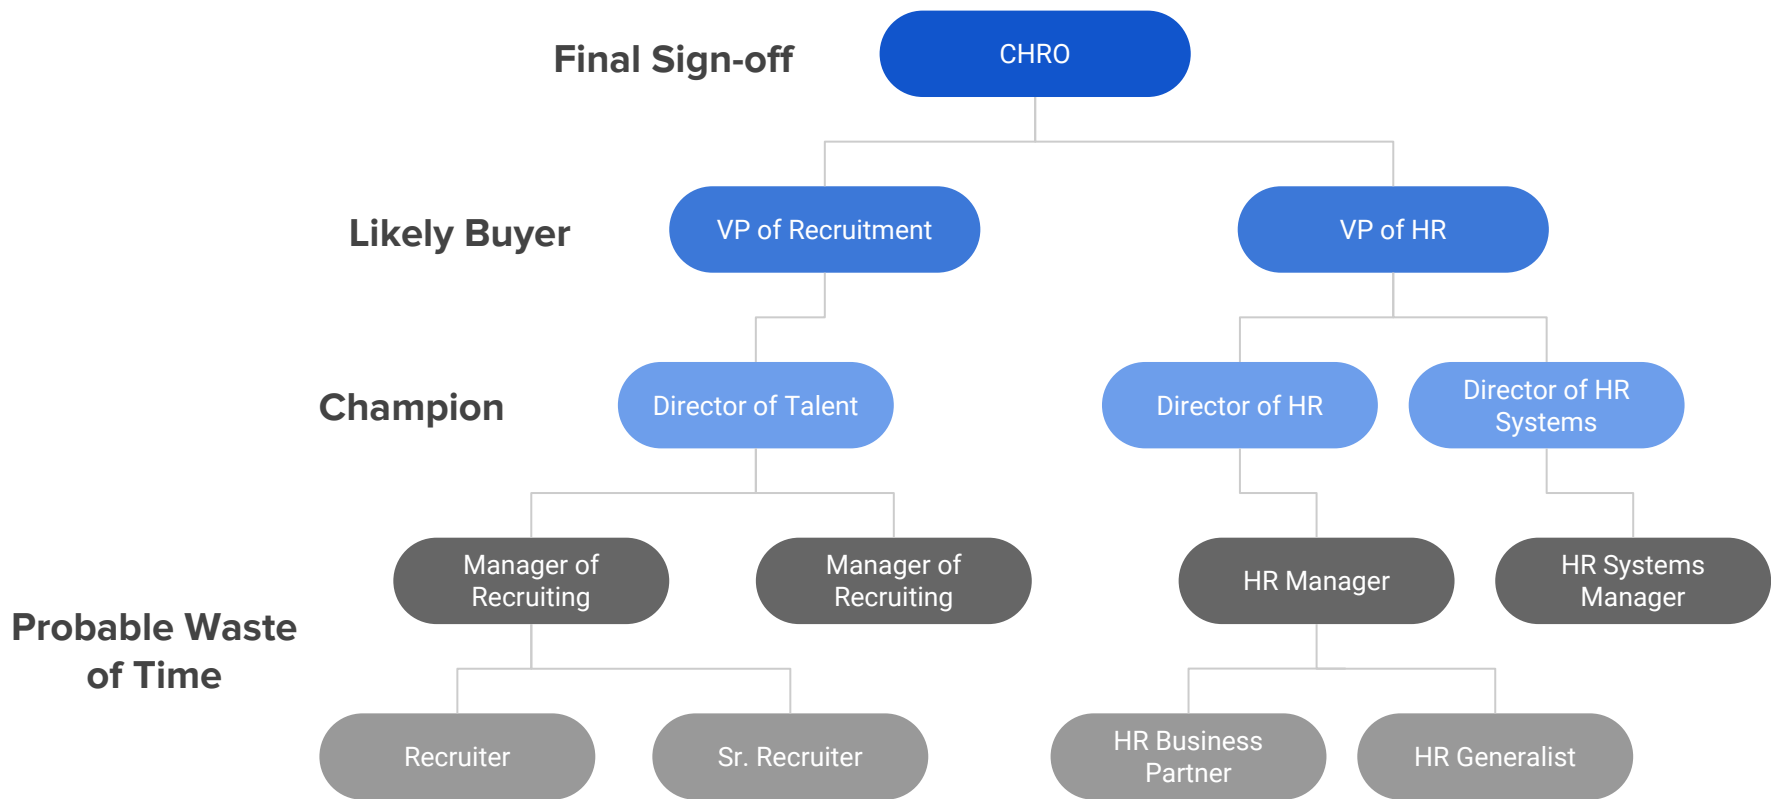 Final Sign-off
CHRO
Likely Buyer
VP of Recruitment
VP of HR
Champion
Director of Talent
Director of HR
Director of HR
Systems
Probable Waste
of Time
Manager of
Recruiting
Manager of
Recruiting
HR Manager
HR Systems
Manager
Recruiter
Sr. Recruiter
HR Business
Partner
HR Generalist